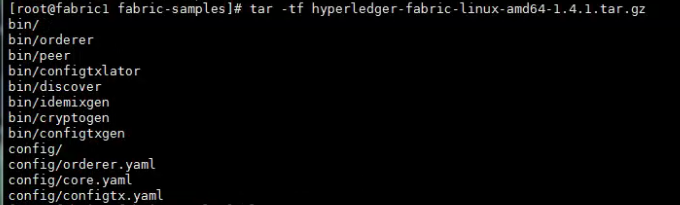 [root@fabric1 fabric-samples]# tar -tf hyperledger-fabric-linux-amd64-1.4.1.tar.gz
bin/
bin/orderer
bin/peer
bin/configtxlator
bin/discover
bin/idemixgen
bin/cryptogen
bin/configtxgen
config/
config/orderer.yaml
config/core.yaml
config/configtx.yaml